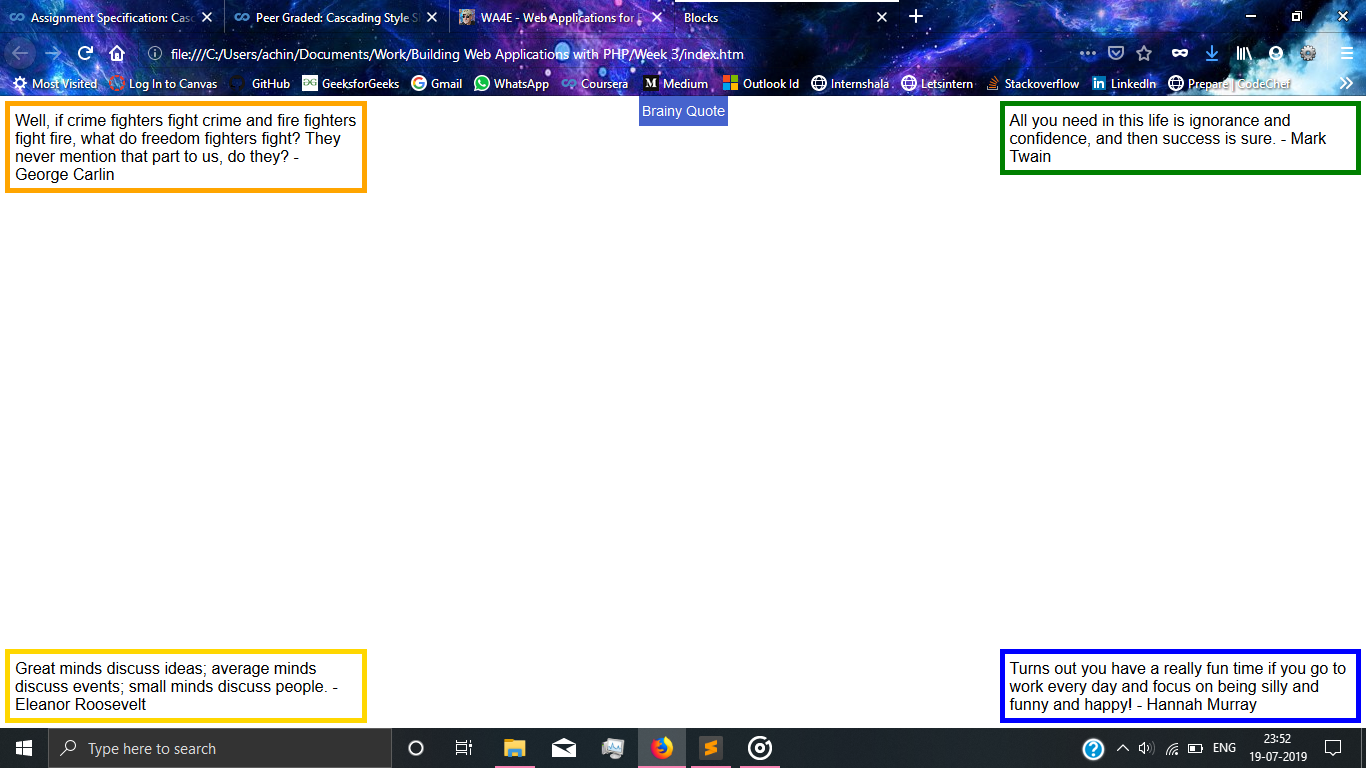 Assignment Specification: Casc
Peer Graded: Cascading Style S
WA4E - Web Applications for
Blocks
file:///C:/Users/achin/Documents/Work/Building Web Applications with PHP/Week 3/index.htm
Most Visited
Log In to Canvas
GitHub
GeeksforGeeks
Gmail
WhatsApp
Coursera
Medium
Outlook Id
Internshala
Letsintern
Stackoverflow
LinkedIn
Prepare | CodeChef
Brainy Quote
Well, if crime fighters fight crime and fire fighters
fight fire, what do freedom fighters fight? They
never mention that part to us, do they? -
George Carlin
All you need in this life is ignorance and
confidence, and then success is sure. - Mark
Twain
Great minds discuss ideas; average minds
discuss events; small minds discuss people. -
Eleanor Roosevelt
Turns out you have a really fun time if you go to
work every day and focus on being silly and
funny and happy! - Hannah Murray
Type here to search
ENG
23:52
19-07-2019